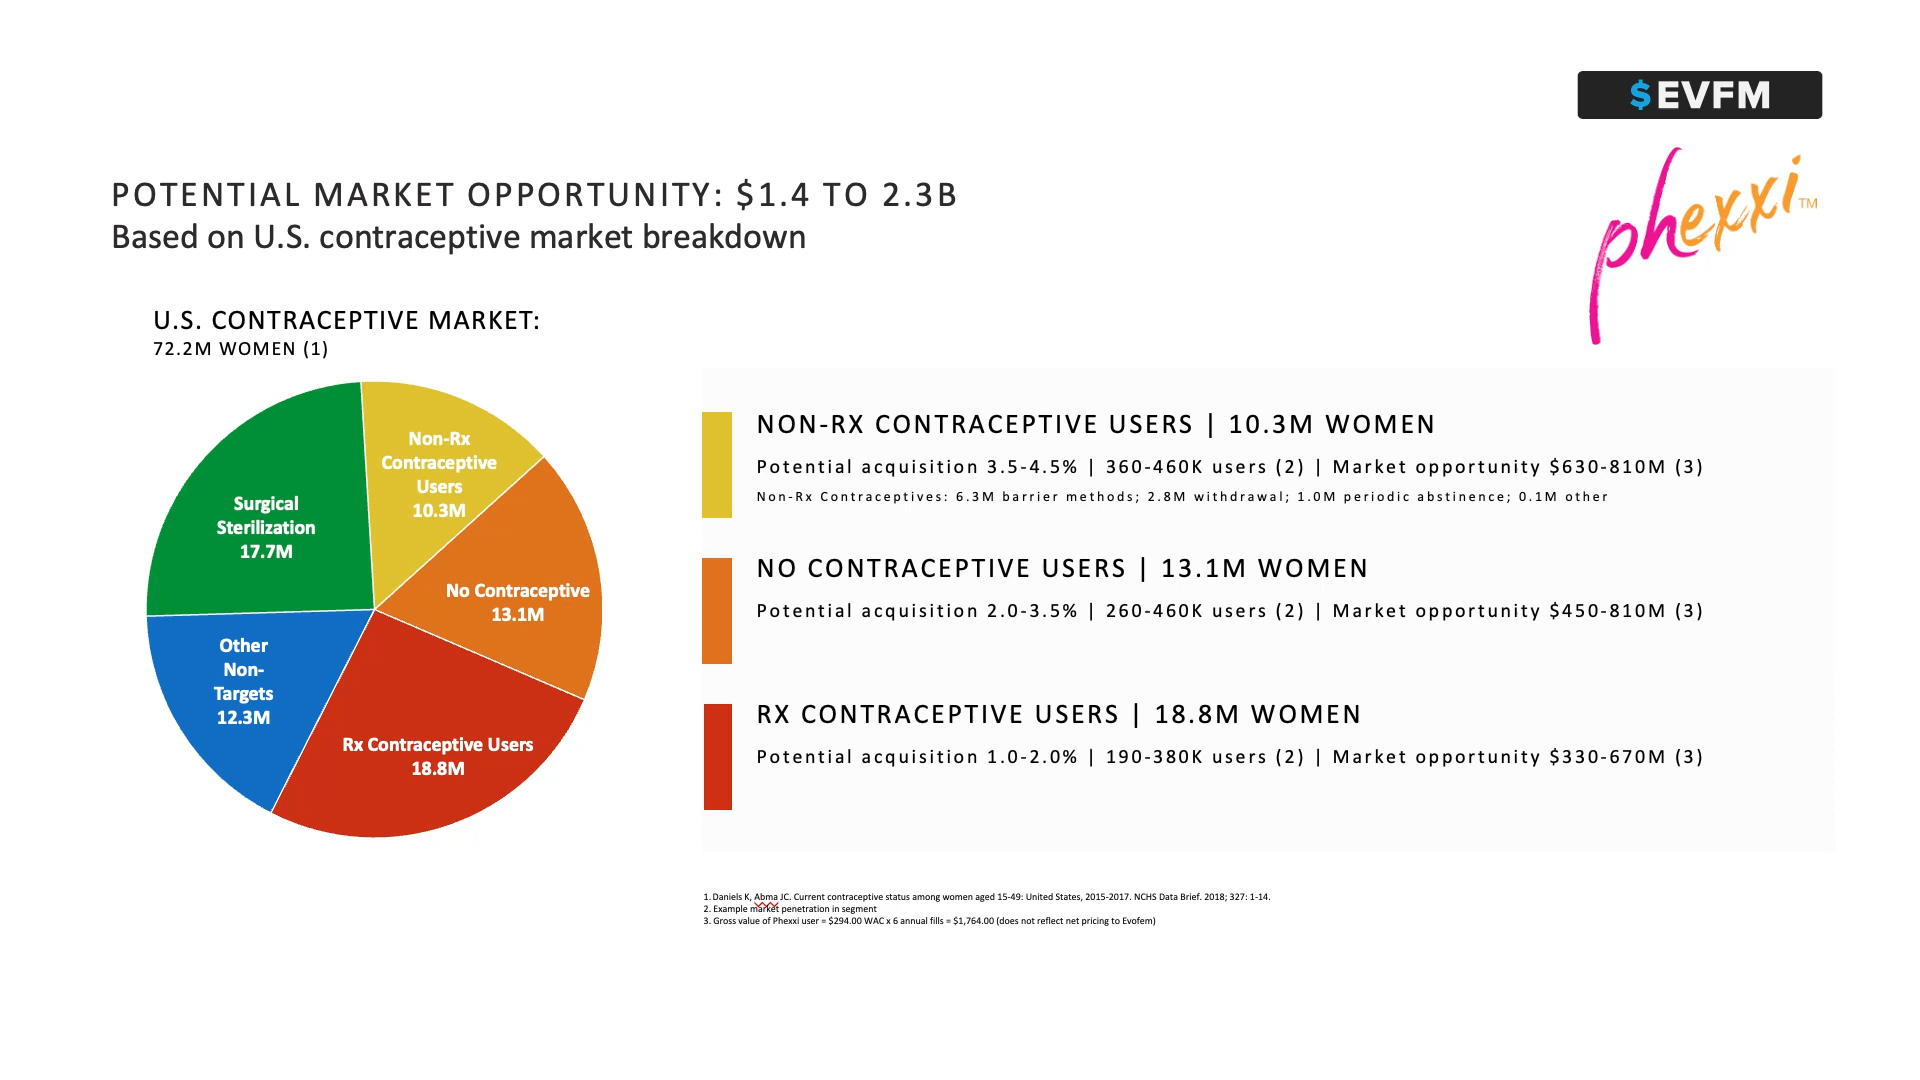 $EVFM
phexxi™
POTENTIAL MARKET OPPORTUNITY: $1.4 TO 2.3B
Based on U.S. contraceptive market breakdown
U.S. CONTRACEPTIVE MARKET:
72.2M WOMEN (1)
Non-Rx
Contraceptive
Users
10.3M
No Contraceptive
13.1M
Rx Contraceptive Users
18.8M
Other
Non-
Targets
12.3M
Surgical
Sterilization
17.7M
NON-RX CONTRACEPTIVE USERS | 10.3M WOMEN
Potential acquisition 3.5-4.5% | 360-460K users (2) | Market opportunity $630-810M (3)
Non-Rx Contraceptives: 6.3M barrier methods; 2.8M withdrawal; 1.0M periodic abstinence; 0.1M other
NO CONTRACEPTIVE USERS | 13.1M WOMEN
Potential acquisition 2.0-3.5% | 260-460K users (2) | Market opportunity $450-810M (3)
RX CONTRACEPTIVE USERS | 18.8M WOMEN
Potential acquisition 1.0-2.0% | 190-380K users (2) | Market opportunity $330-670M (3)
1. Daniels K, Abma JC. Current contraceptive status among women aged 15-49: United States, 2015-2017. NCHS Data Brief. 2018; 327: 1-14.
2. Example market penetration in segment
3. Gross value of Phexxi user = $294.00 WAC x 6 annual fills = $1,764.00 (does not reflect net pricing to Evofem)